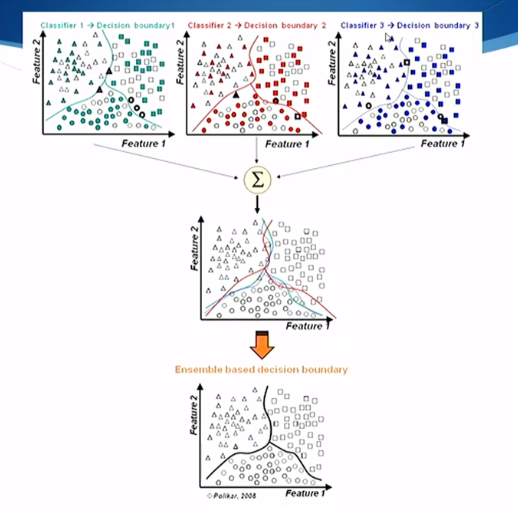 Classifier 1 → Decision boundary1
Classifier 2 → Decision boundary 2
Classifier 3 → Decision boundary 3
Feature 2
Feature 1
Feature 2
Feature 1
Feature 2
Feature 1
Σ
Feature 2
Feature 1
Ensemble based decision boundary
Feature 2
Feature 1
©Polikar, 2008